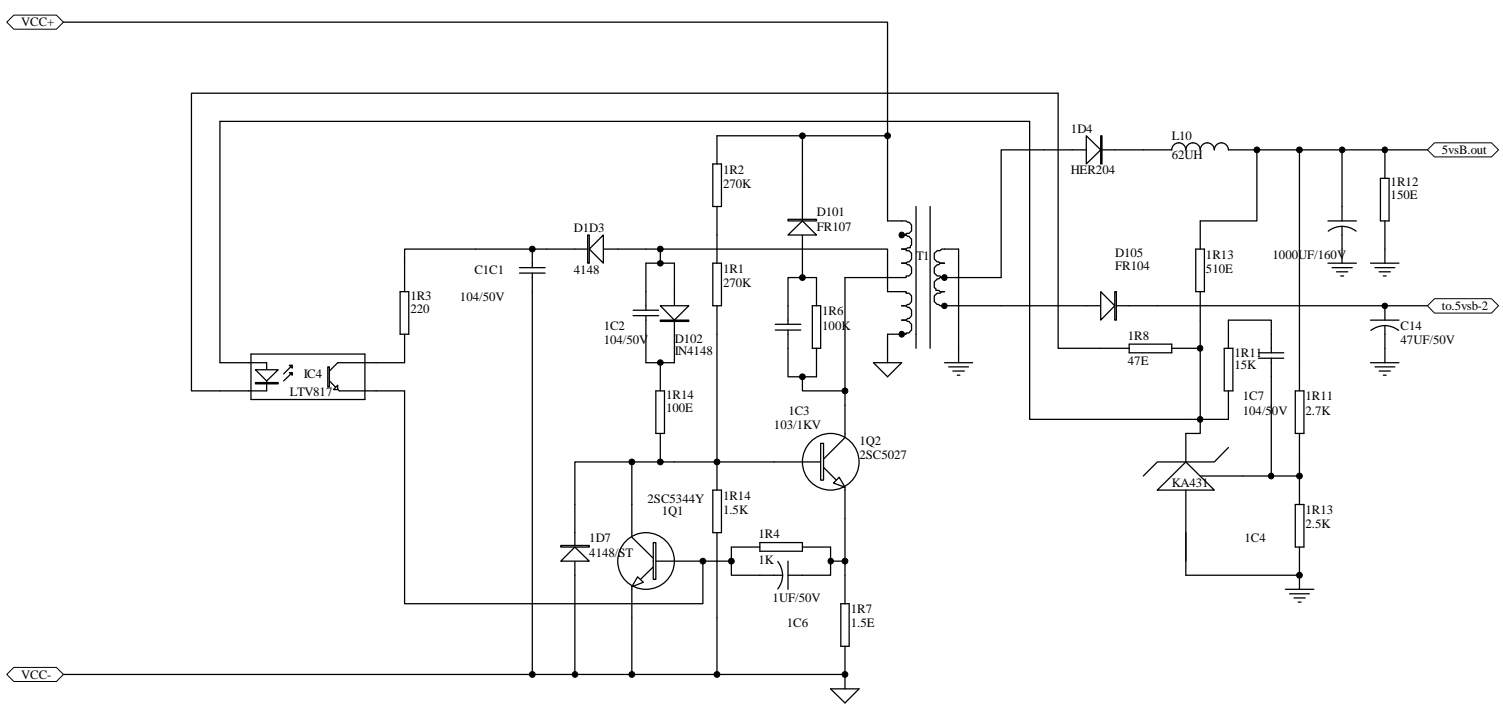 VCC+
1D4
HER204
L10
62UH
5vsB.out
1R2
270K
1R12
150E
D101
FR107
D1D3
4148
T1
D105
FR104
1R13
510E
1000UF/160V
C1C1
104/50V
1R1
270K
1R3
220
1C2
104/50V
D102
IN4148
1R6
100K
to.5vsb-2
C14
47UF/50V
1R8
47E
1R11
15K
IC4
LTV817
1R14
100E
1C7
104/50V
1R11
2.7K
1C3
103/1KV
1Q2
2SC5027
KA431
2SC5344Y
1Q1
1R14
1.5K
1R13
2.5K
1C4
1D7
4148/ST
1R4
1K
1UF/50V
1C6
1R7
1.5E
VCC-